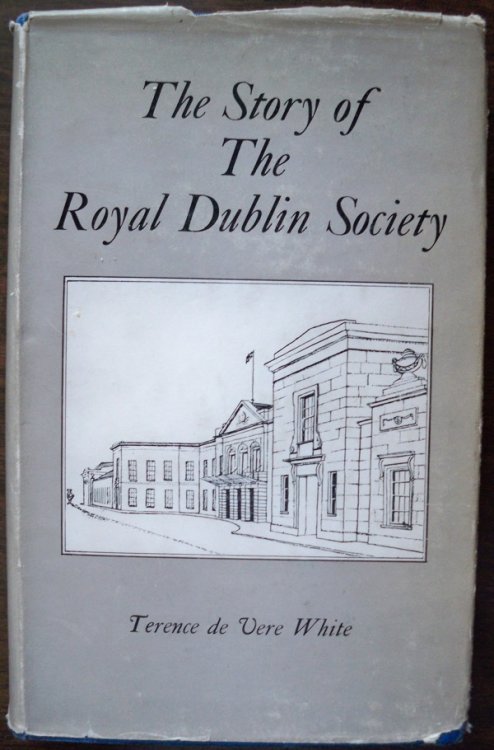 The Story of
The
Royal Dublin Society
Terence de Vere White